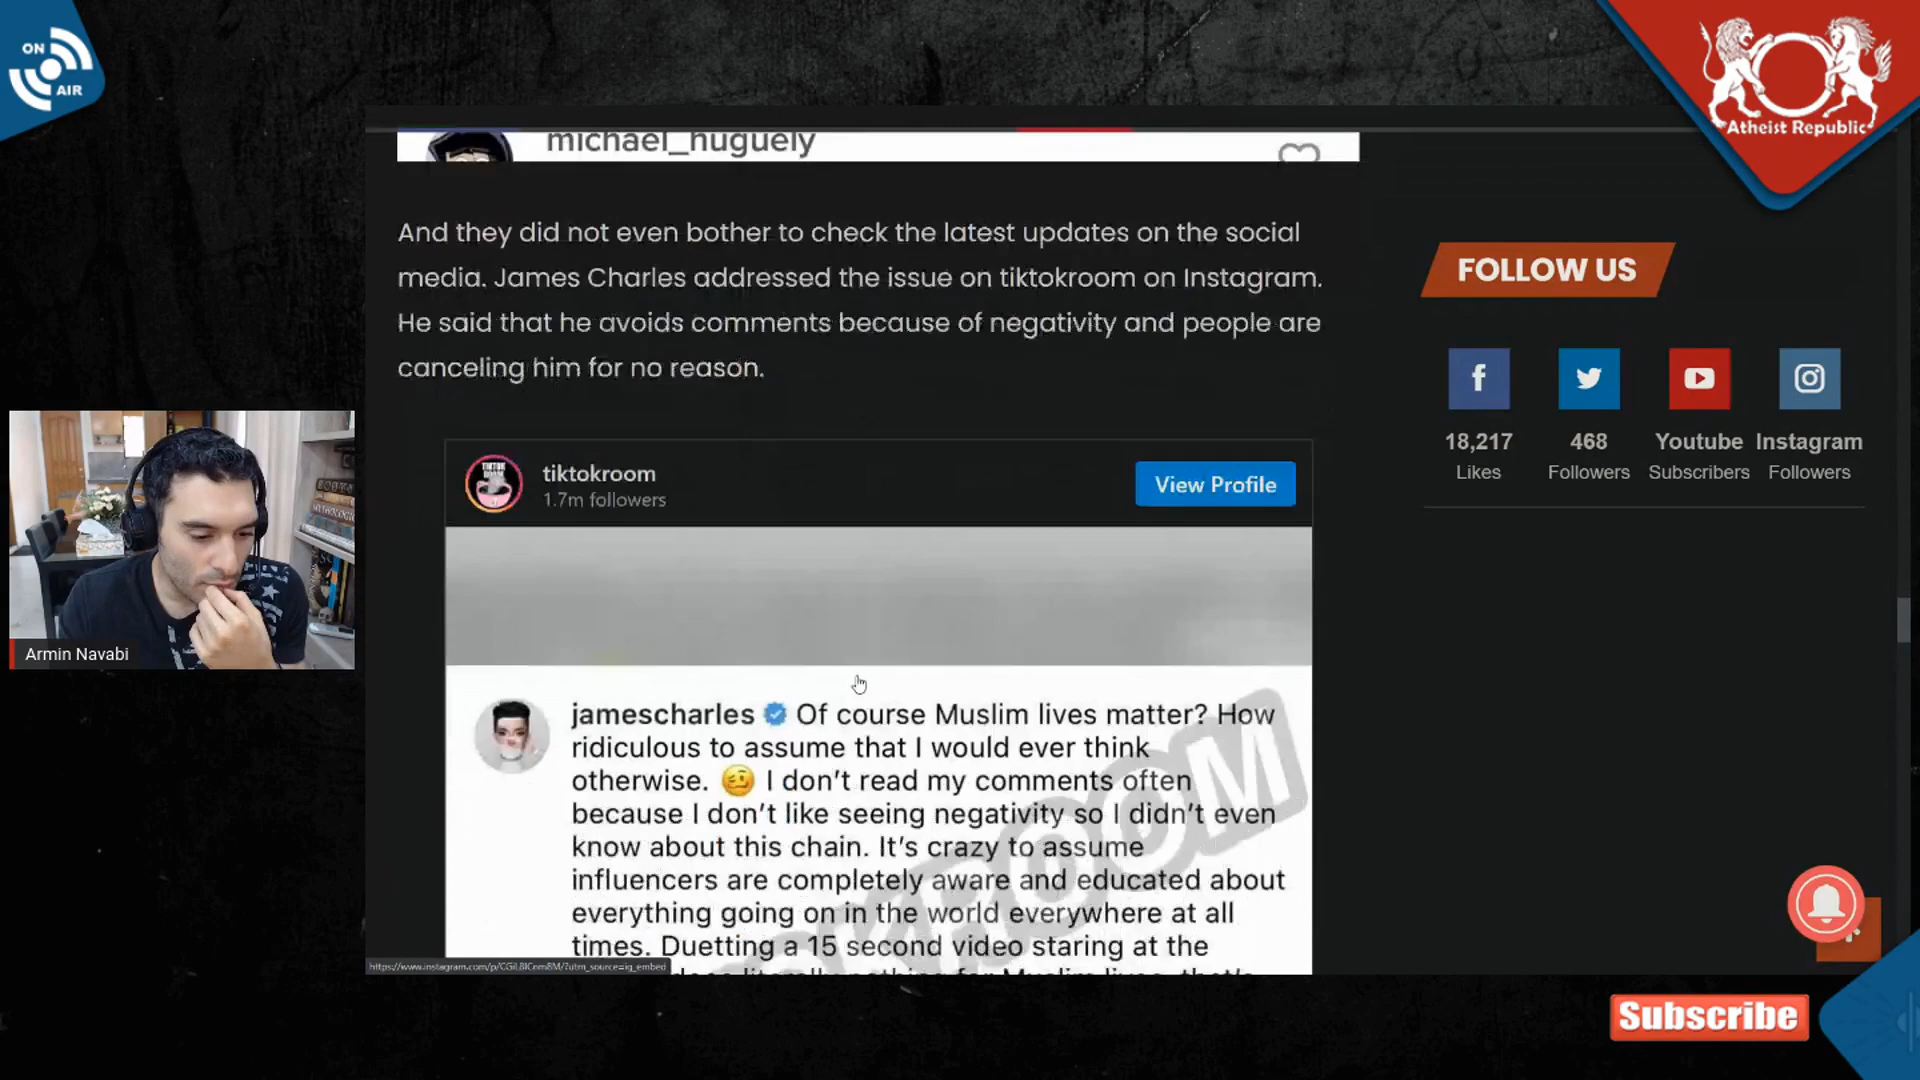 ON
AIR
Atheist Republic
michael_huguely
And they did not even bother to check the latest updates on the social
media. James Charles addressed the issue on tiktokroom on Instagram.
He said that he avoids comments because of negativity and people are
canceling him for no reason.
FOLLOW US
18,217
Likes
468
Followers
Youtube
Subscribers
Instagram
Followers
tiktokroom
1.7m followers
View Profile
jamescharles Of course Muslim lives matter? How
ridiculous to assume that I would ever think
otherwise. 🥴 I don't read my comments often
because I don't like seeing negativity so I didn't even
know about this chain. It's crazy to assume
influencers are completely aware and educated about
everything going on in the world everywhere at all
times. Duetting a 15 second video staring at the
Armin Navabi
Subscribe